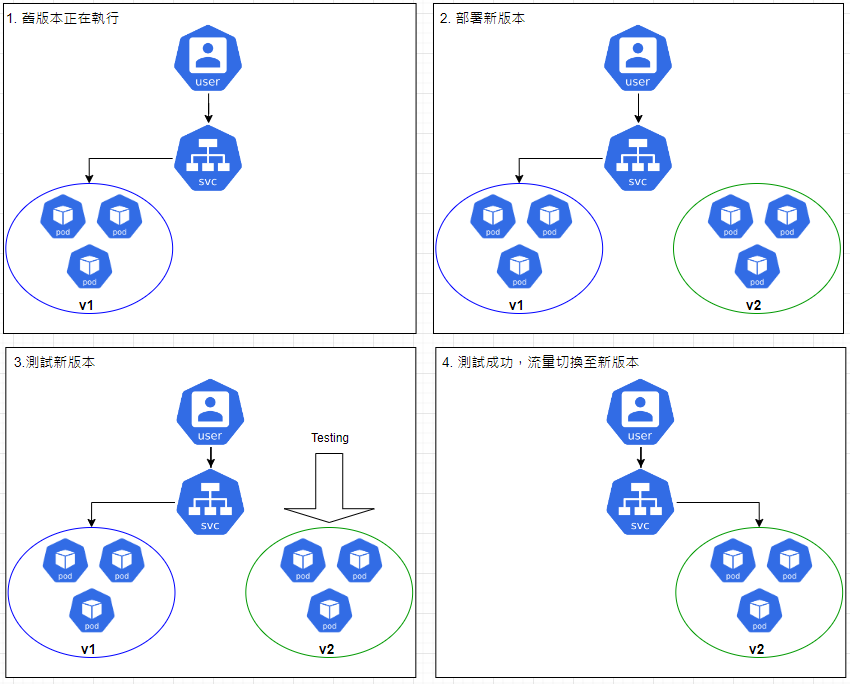 1. 舊版本正在執行
user
svc
pod
pod
pod
v1
2. 部署新版本
user
svc
pod
pod
pod
v1
pod
pod
pod
v2
3.測試新版本
user
Testing
svc
pod
pod
pod
v1
pod
pod
pod
v2
4. 測試成功，流量切換至新版本
user
svc
pod
pod
pod
v2